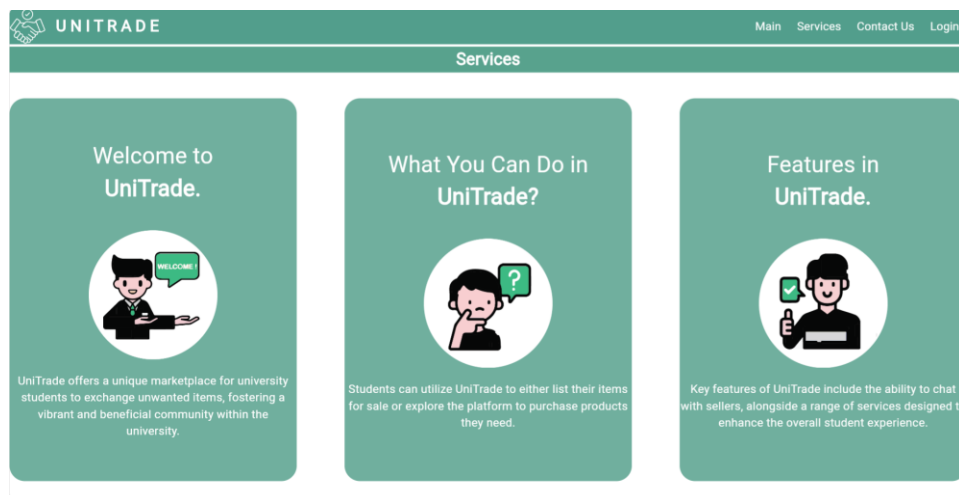 UNITRADE
Main Services Contact Us Login
Services
Welcome to
UniTrade.
WELCOME !
UniTrade offers a unique marketplace for university
students to exchange unwanted items, fostering a
vibrant and beneficial community within the
university.
What You Can Do in
UniTrade?
?
Students can utilize UniTrade to either list their items
for sale or explore the platform to purchase products
they need.
Features in
UniTrade.
Key features of UniTrade include the ability to chat
with sellers, alongside a range of services designed t
enhance the overall student experience.